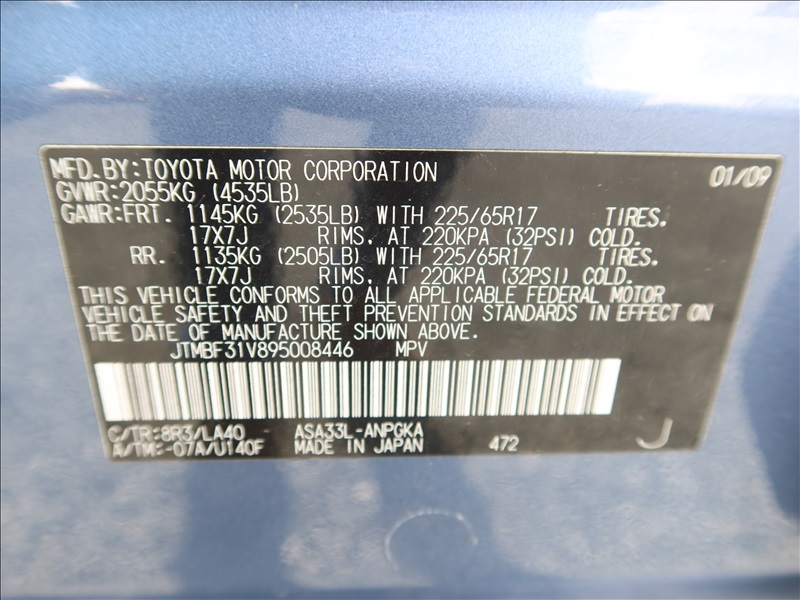 MFD.BY:TOYOTA MOTOR CORPORATION 01/09
GVWR:2055KG (4535LB)
GAWR:FRT. 1145KG (2535LB) WITH 225/65R17 TIRES.
17X7J RIMS, AT 220KPA (32PSI) COLD.
RR. 1135KG (2505LB) WITH 225/65R17 TIRES.
17X7J RIMS, AT 220KPA (32PSI) COLD.
THIS VEHICLE CONFORMS TO ALL APPLICABLE FEDERAL MOTOR
VEHICLE SAFETY AND THEFT PREVENTION STANDARDS IN EFFECT ON
THE DATE OF MANUFACTURE SHOWN ABOVE.
JTMBF31V895008446 MPV
C/TR:8R3/LA40 ASA33L-ANPGKA
A/TM:-07A/U140F MADE IN JAPAN 472 J